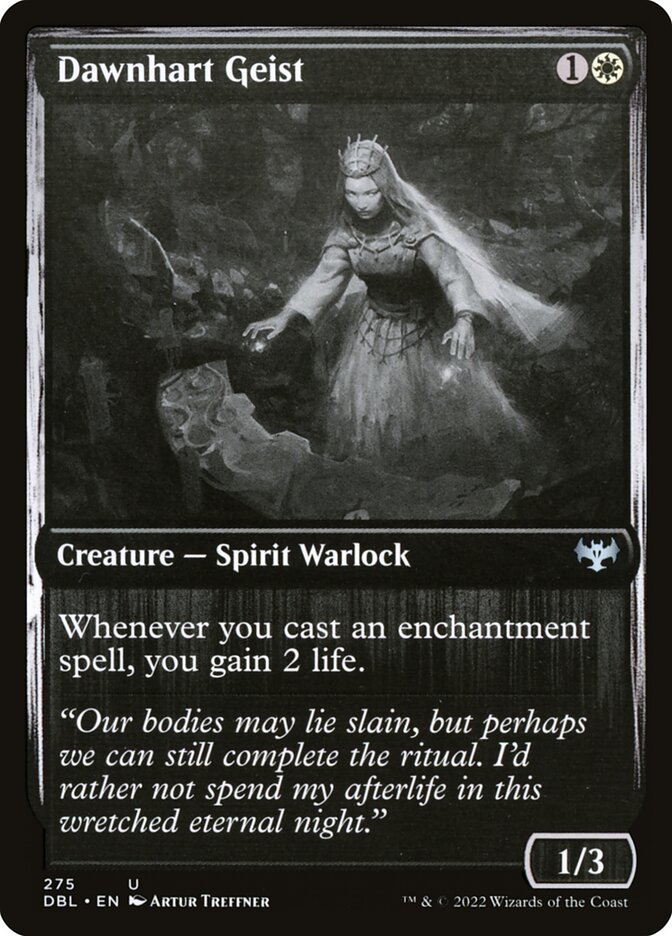 Dawnhart Geist 1
Creature — Spirit Warlock
Whenever you cast an enchantment
spell, you gain 2 life.
“Our bodies may lie slain, but perhaps
we can still complete the ritual. I’d
rather not spend my afterlife in this
wretched eternal night.”
1/3
275 U
DBL • EN Artur Treffner ™ & © 2022 Wizards of the Coast